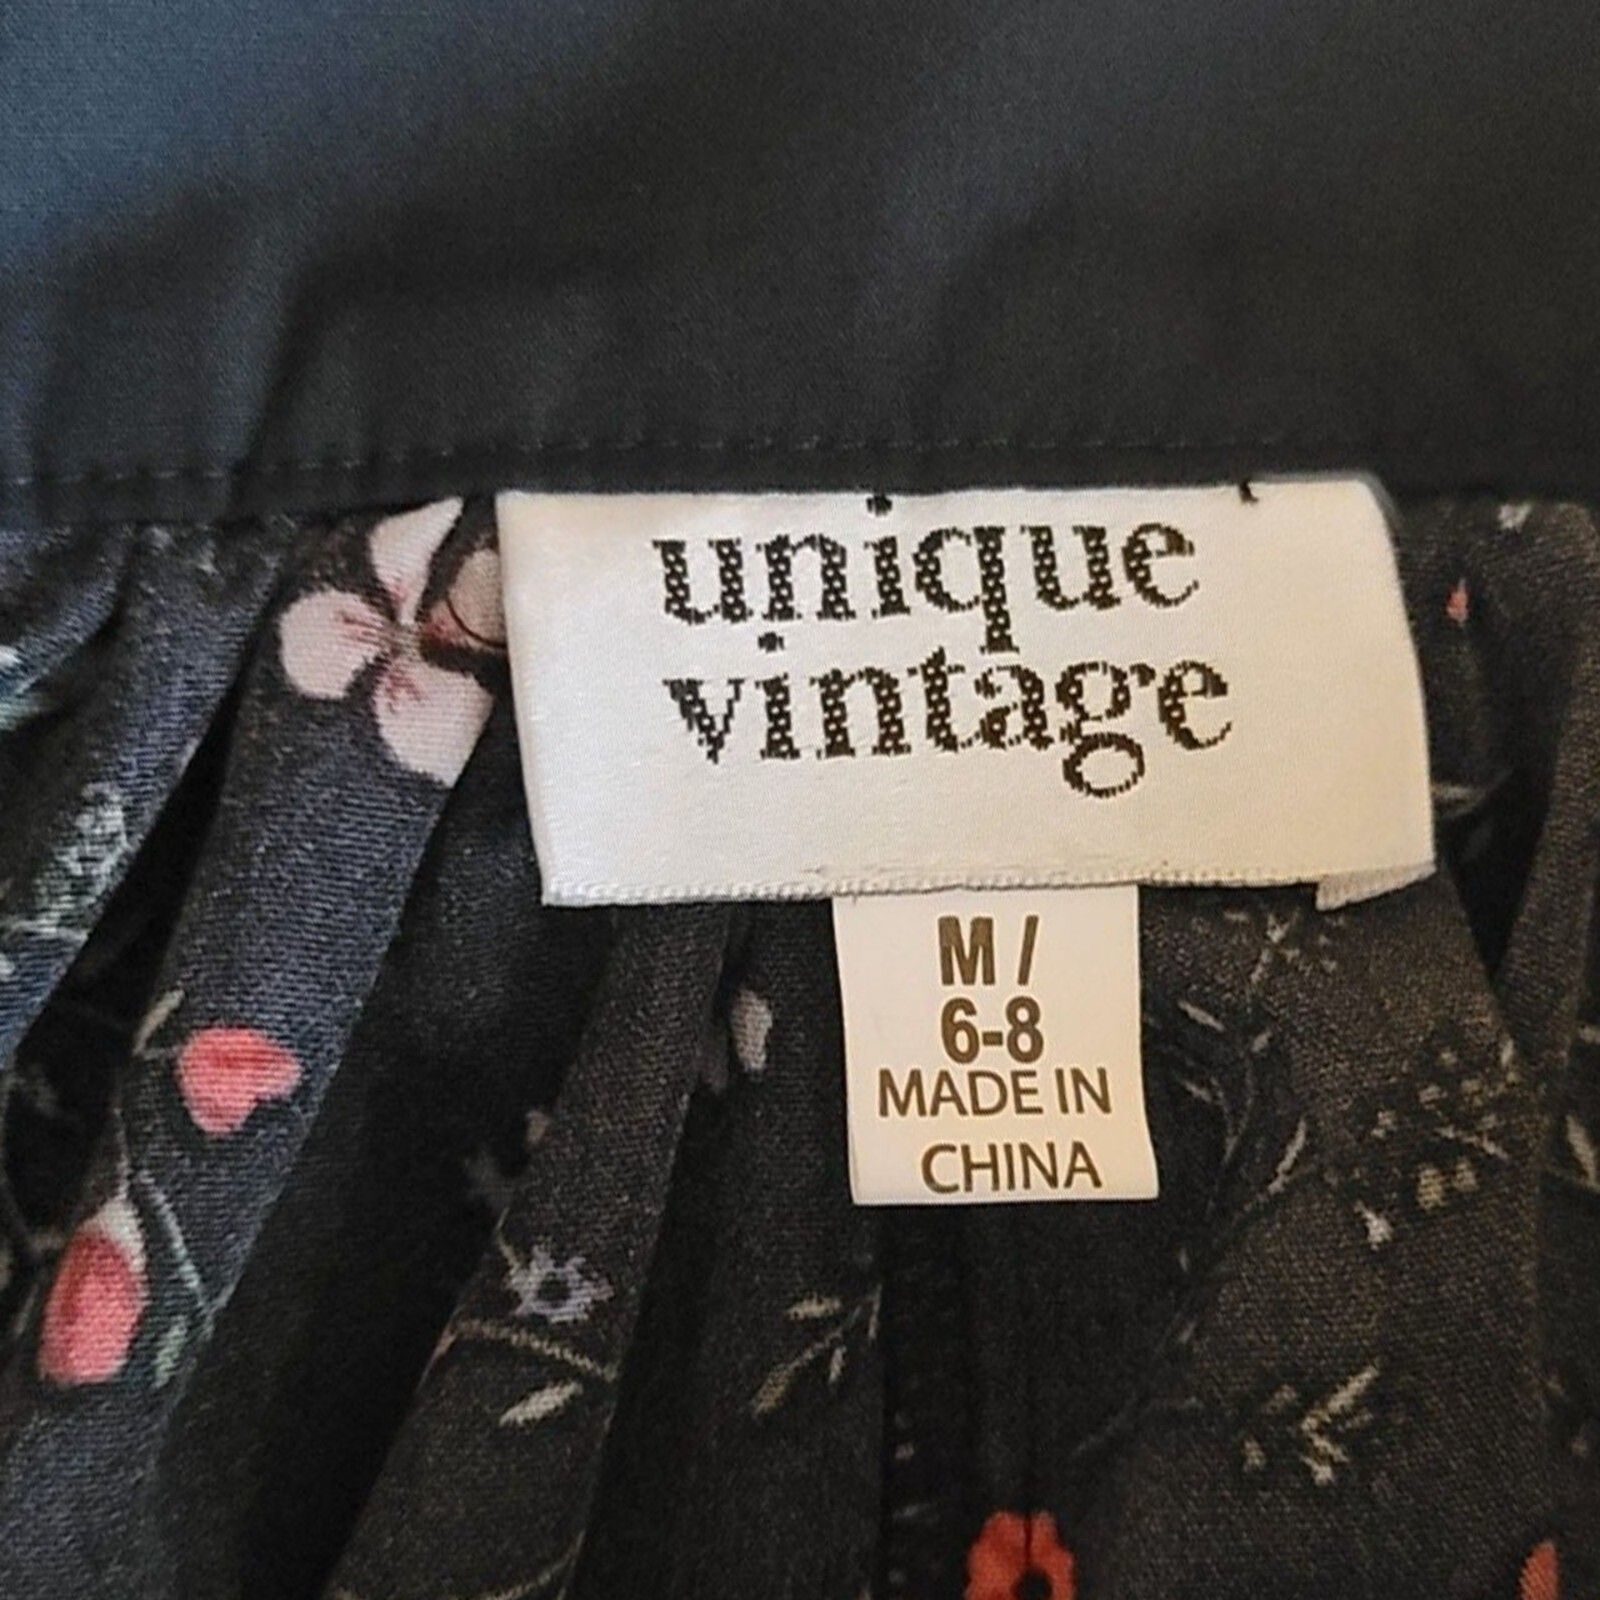 unique
vintage
M /
6-8
MADE IN
CHINA